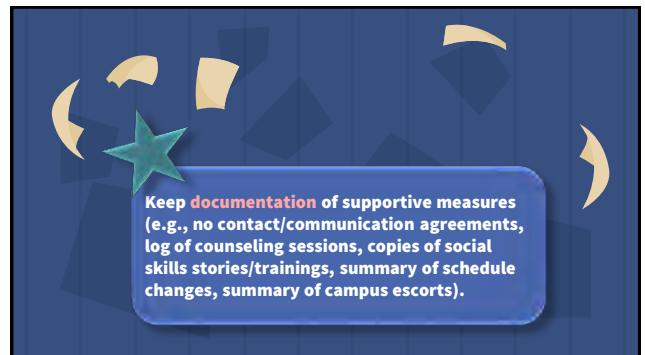 Keep documentation of supportive measures
(e.g., no contact/communication agreements,
log of counseling sessions, copies of social
skills stories/trainings, summary of schedule
changes, summary of campus escorts).